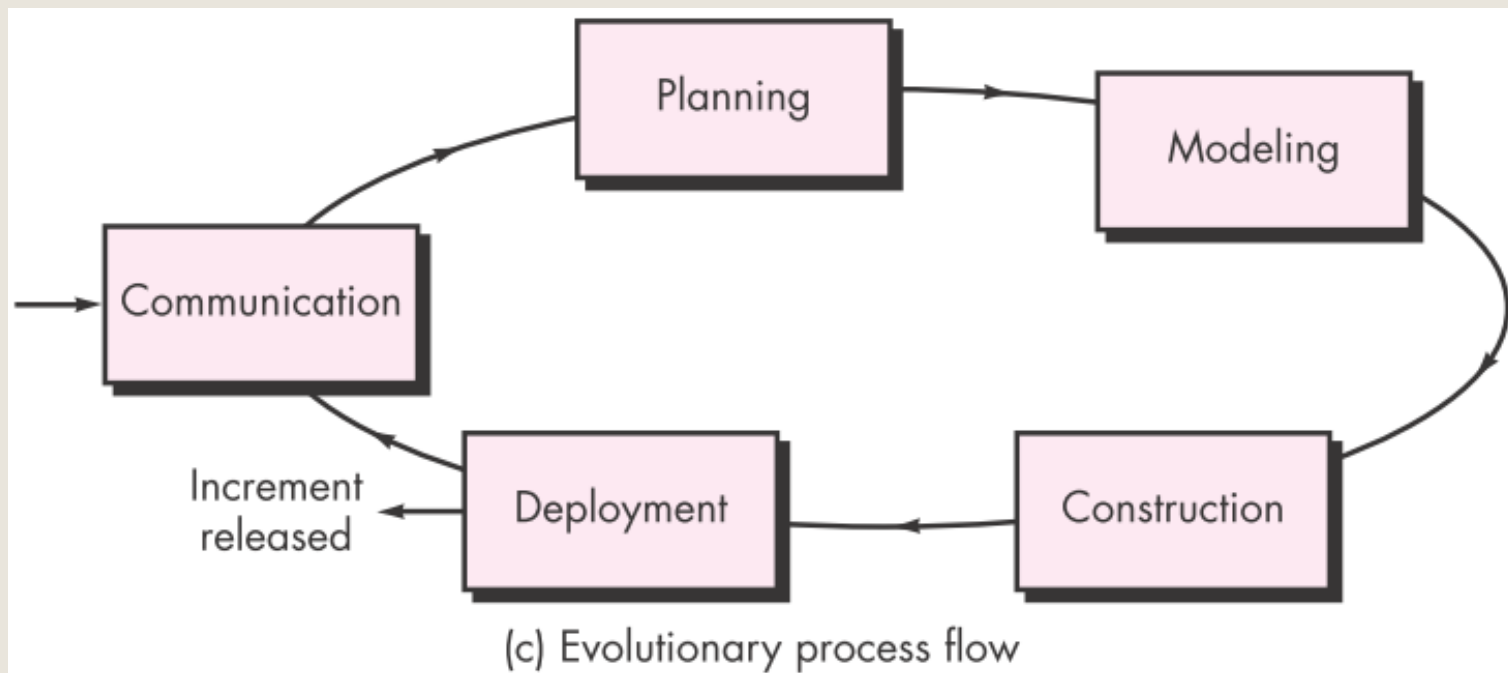 Planning
Modeling
Communication
Increment
released
Deployment
Construction
(c) Evolutionary process flow